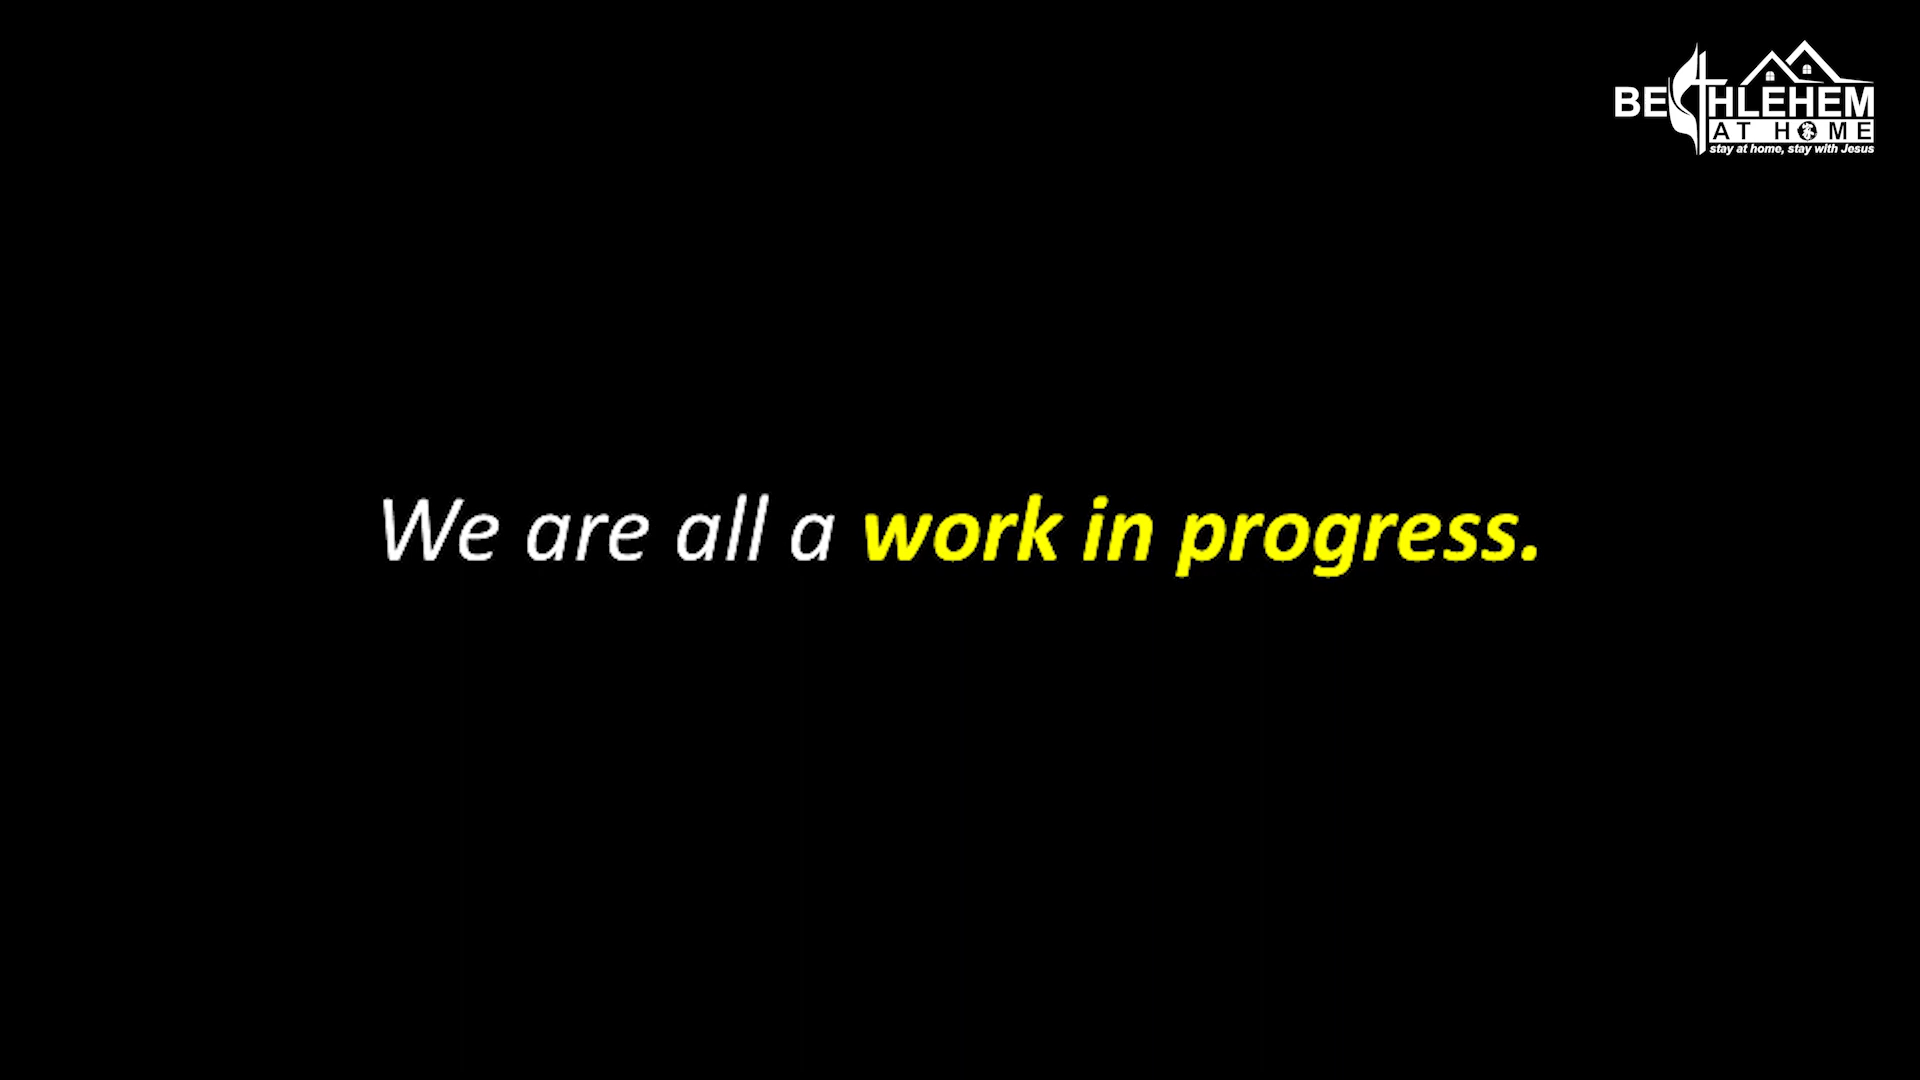 BETHLEHEM
AT HOME
stay at home, stay with Jesus
We are all a work in progress.